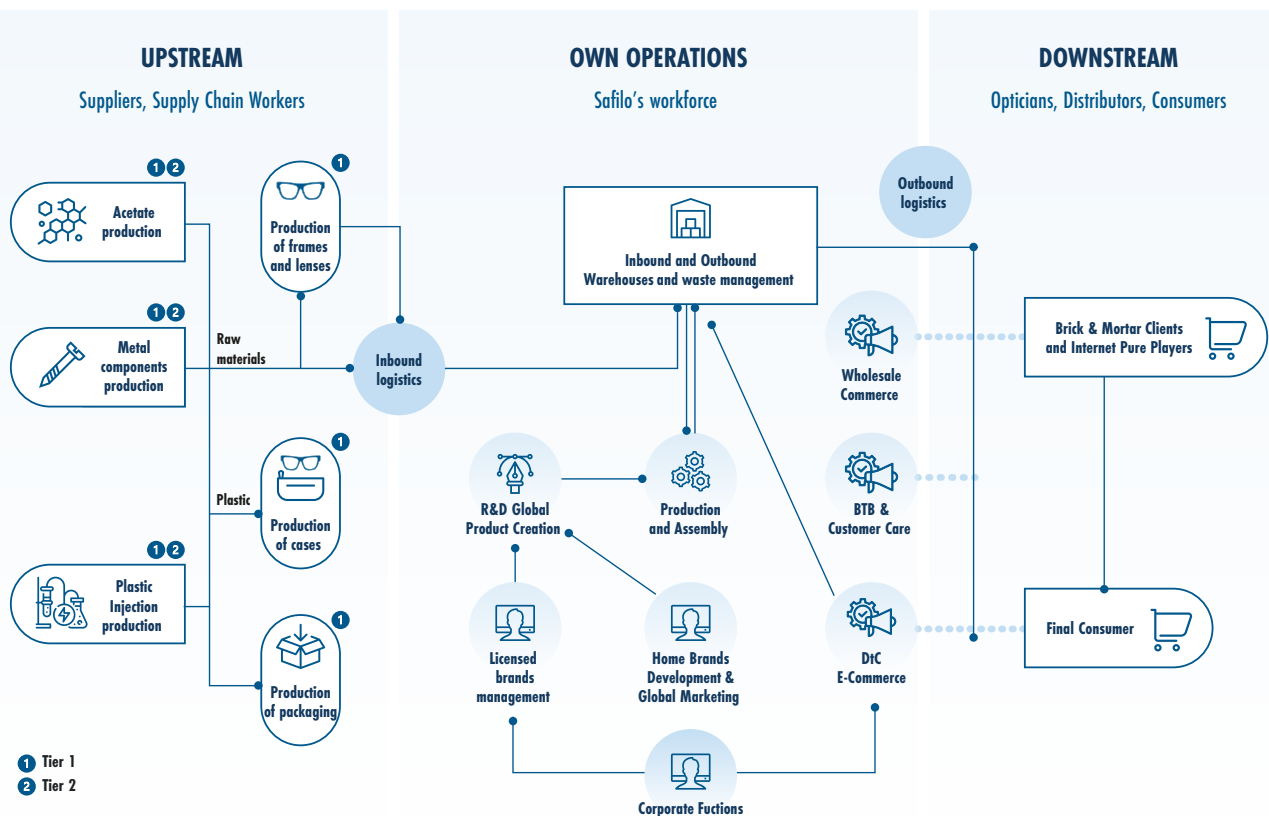 UPSTREAM
Suppliers, Supply Chain Workers
OWN OPERATIONS
Safilo's workforce
DOWNSTREAM
Opticians, Distributors, Consumers
1 2
Acetate
production
1
Production
of frames
and lenses
1 2
Metal
components
production
Raw
materials
Inbound
logistics
Plastic
1
Production
of cases
1 2
Plastic
Injection
production
1
Production
of packaging
1 Tier 1
2 Tier 2
Inbound and Outbound
Warehouses and waste management
Outbound
logistics
Wholesale
Commerce
R&D Global
Product Creation
Production
and Assembly
BTB &
Customer Care
Licensed
brands
management
Home Brands
Development &
Global Marketing
DtC
E-Commerce
Corporate Fuctions
Brick & Mortar Clients
and Internet Pure Players
Final Consumer